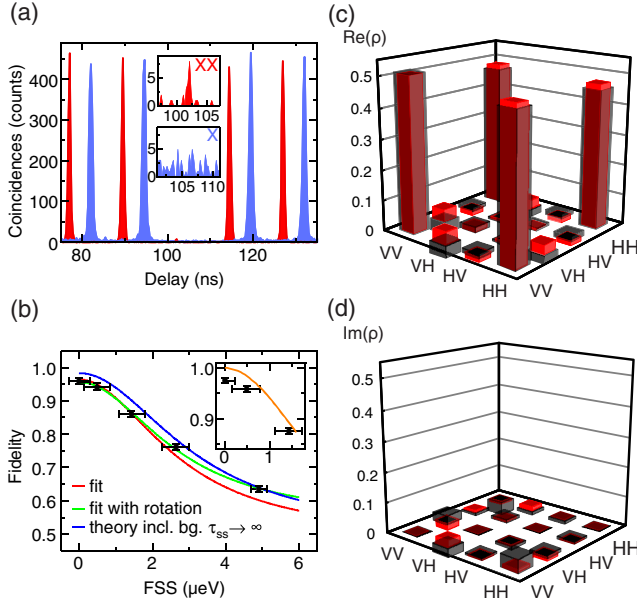 (a)
Coincidences (counts)
400
300
200
100
0
80
100
120
Delay (ns)
XX
5
0
100
105
X
5
0
105
110
(b)
Fidelity
1.0
0.9
0.8
0.7
0.6
0.5
0
2
4
6
FSS (μeV)
fit
fit with rotation
theory incl. bg. τss→ ∞
1.0
0.9
0
1
(c)
Re(ρ)
0.5
0.4
0.3
0.2
0.1
0
VV
VH
HV
HH
VV
VH
HV
HH
(d)
Im(ρ)
0.5
0.4
0.3
0.2
0.1
0
VV
VH
HV
HH
VV
VH
HV
HH